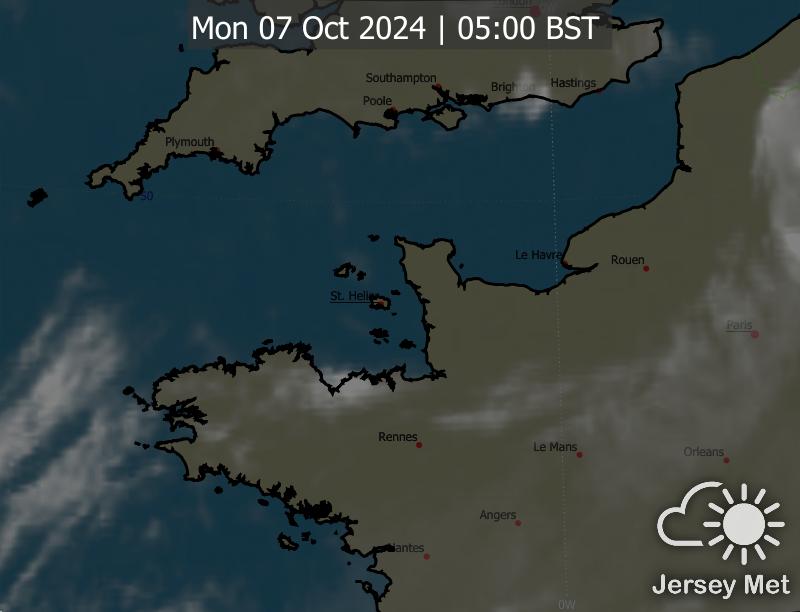 London
Mon 07 Oct 2024 | 05:00 BST
Southampton
Brighton
Hastings
Poole
Plymouth
50
Le Havre
Rouen
St. Helier
Paris
Rennes
Le Mans
Orleans
Angers
Nantes
Jersey Met
0W